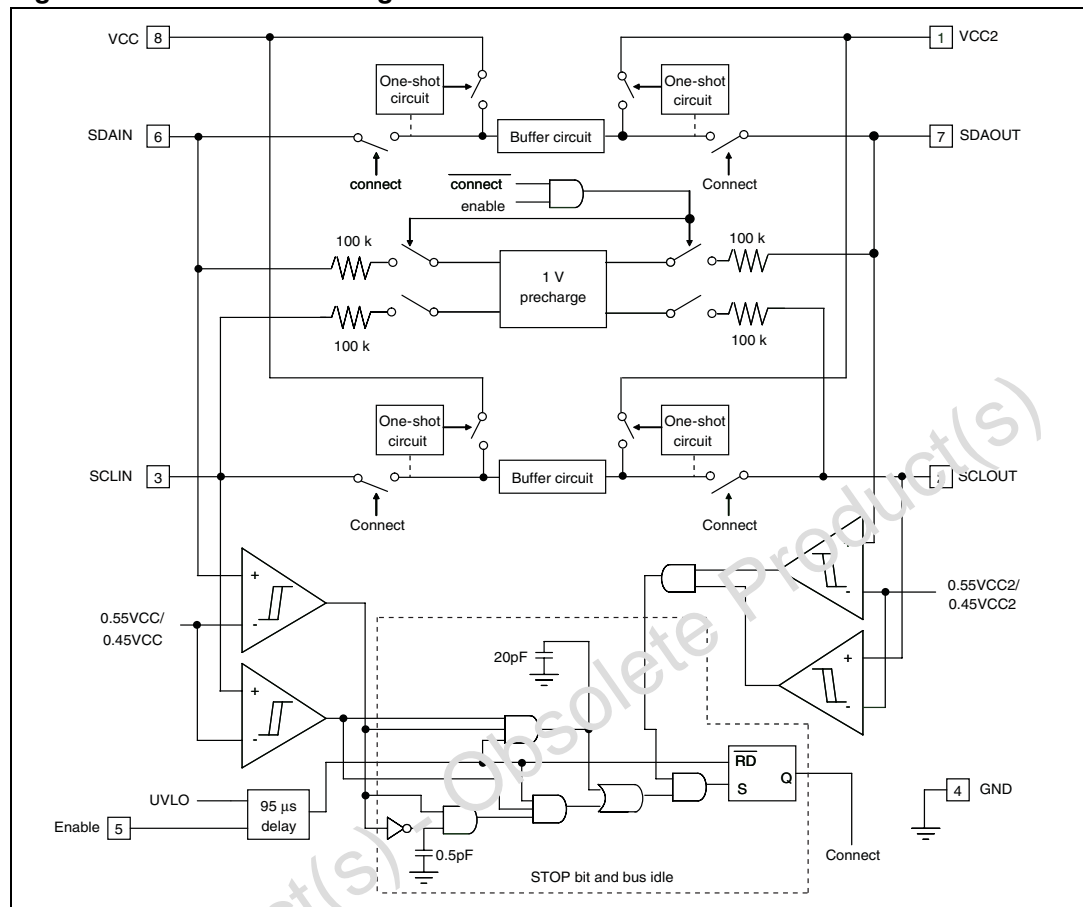 VCC 8
1 VCC2
One-shot circuit
One-shot circuit
SDAIN 6
Buffer circuit
7 SDAOUT
connect
Connect
connect
enable
100 k
100 k
1 V
precharge
100 k
100 k
One-shot circuit
One-shot circuit
SCLIN 3
Buffer circuit
SCLOUT
Connect
Connect
+
-
0.55VCC/
0.45VCC
0.55VCC2/
0.45VCC2
-
+
-
+
-
20pF
RD
S
Q
UVLO
Enable 5
95 μs
delay
4 GND
0.5pF
Connect
STOP bit and bus idle
- Obsolete Product(s)
ct(s)